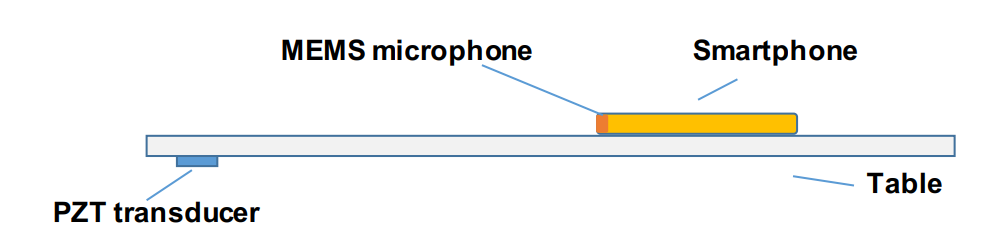 MEMS microphone
Smartphone
Table
PZT transducer